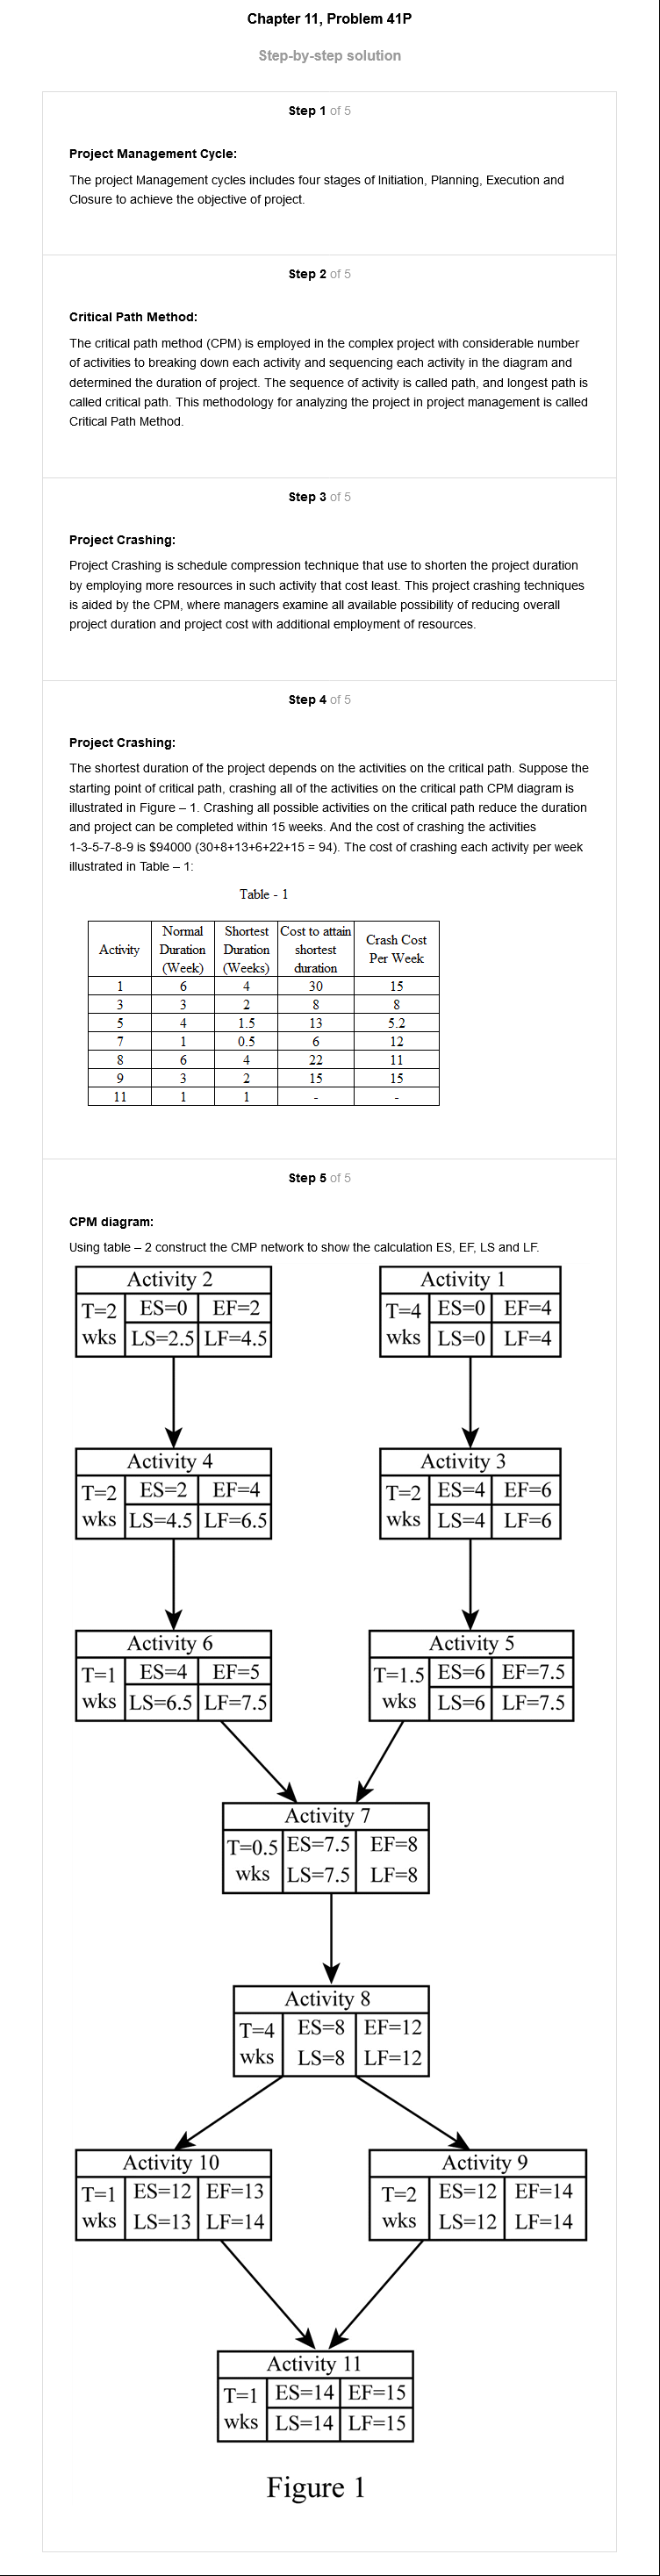 Chapter 11, Problem 41P
Step-by-step solution
Step 1 of 5
Project Management Cycle:
The project Management cycles includes four stages of Initiation, Planning, Execution and
Closure to achieve the objective of project.
Step 2 of 5
Critical Path Method:
The critical path method (CPM) is employed in the complex project with considerable number
of activities to breaking down each activity and sequencing each activity in the diagram and
determined the duration of project. The sequence of activity is called path, and longest path is
called critical path. This methodology for analyzing the project in project management is called
Critical Path Method.
Step 3 of 5
Project Crashing:
Project Crashing is schedule compression technique that use to shorten the project duration
by employing more resources in such activity that cost least. This project crashing techniques
is aided by the CPM, where managers examine all available possibility of reducing overall
project duration and project cost with additional employment of resources.
Step 4 of 5
Project Crashing:
The shortest duration of the project depends on the activities on the critical path. Suppose the
starting point of critical path, crashing all of the activities on the critical path CPM diagram is
illustrated in Figure – 1. Crashing all possible activities on the critical path reduce the duration
and project can be completed within 15 weeks. And the cost of crashing the activities
1-3-5-7-8-9 is $94000 (30+8+13+6+22+15 = 94). The cost of crashing each activity per week
illustrated in Table – 1:
Table - 1
Activity Normal Duration (Week) Shortest Duration (Weeks) Cost to attain shortest duration Crash Cost Per Week
1 6 4 30 15
3 3 2 8 8
5 4 1.5 13 5.2
7 1 0.5 6 12
8 6 4 22 11
9 3 2 15 15
11 1 1 - -
Step 5 of 5
CPM diagram:
Using table – 2 construct the CMP network to show the calculation ES, EF, LS and LF.
Activity 2
T=2 wks ES=0 EF=2
LS=2.5 LF=4.5
Activity 1
T=4 wks ES=0 EF=4
LS=0 LF=4
Activity 4
T=2 wks ES=2 EF=4
LS=4.5 LF=6.5
Activity 3
T=2 wks ES=4 EF=6
LS=4 LF=6
Activity 6
T=1 wks ES=4 EF=5
LS=6.5 LF=7.5
Activity 5
T=1.5 wks ES=6 EF=7.5
LS=6 LF=7.5
Activity 7
T=0.5 wks ES=7.5 EF=8
LS=7.5 LF=8
Activity 8
T=4 wks ES=8 EF=12
LS=8 LF=12
Activity 10
T=1 wks ES=12 EF=13
LS=13 LF=14
Activity 9
T=2 wks ES=12 EF=14
LS=12 LF=14
Activity 11
T=1 wks ES=14 EF=15
LS=14 LF=15
Figure 1